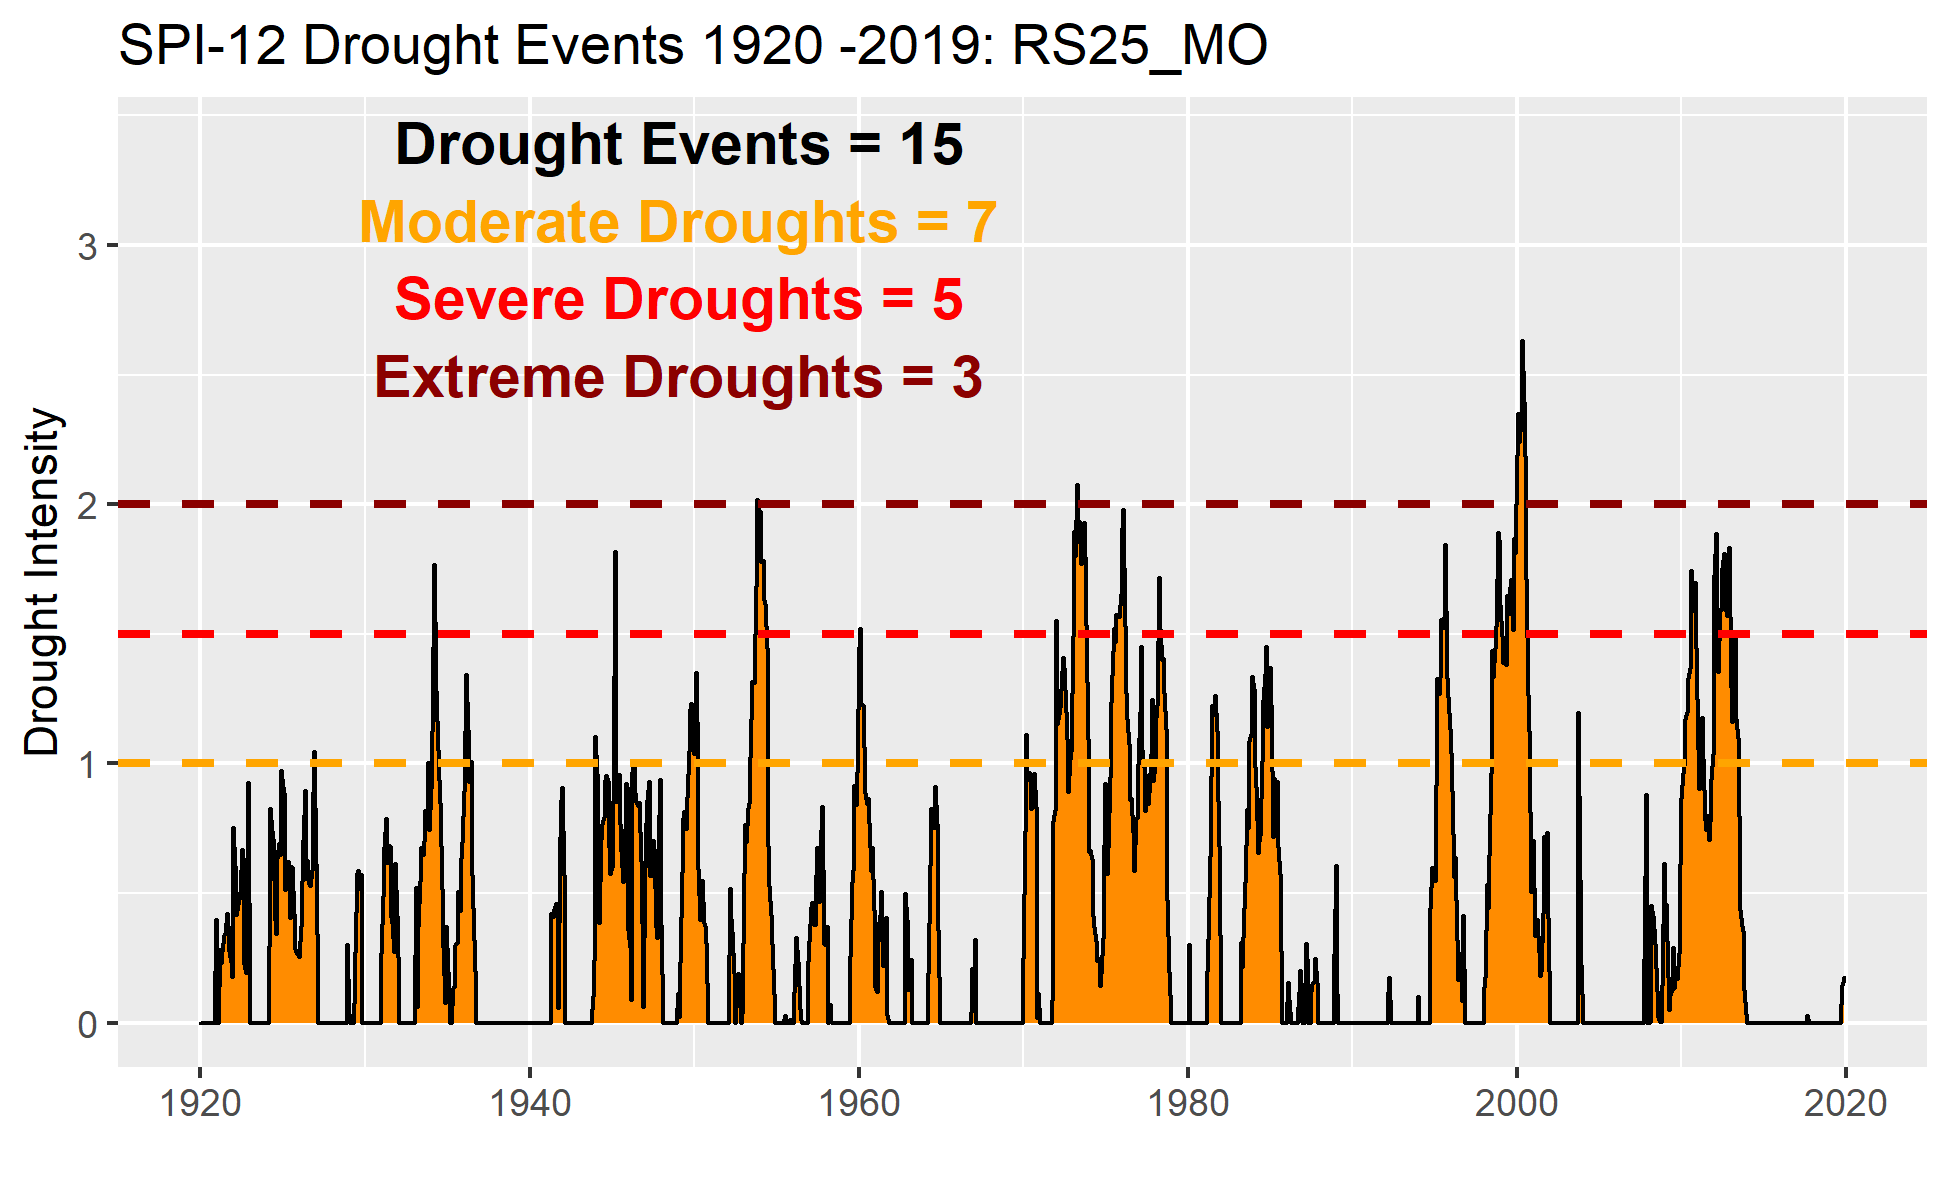 SPI-12 Drought Events 1920 -2019: RS25_MO
Drought Events = 15
Moderate Droughts = 7
Severe Droughts = 5
Extreme Droughts = 3
Drought Intensity
3
2
1
0
1920 1940 1960 1980 2000 2020